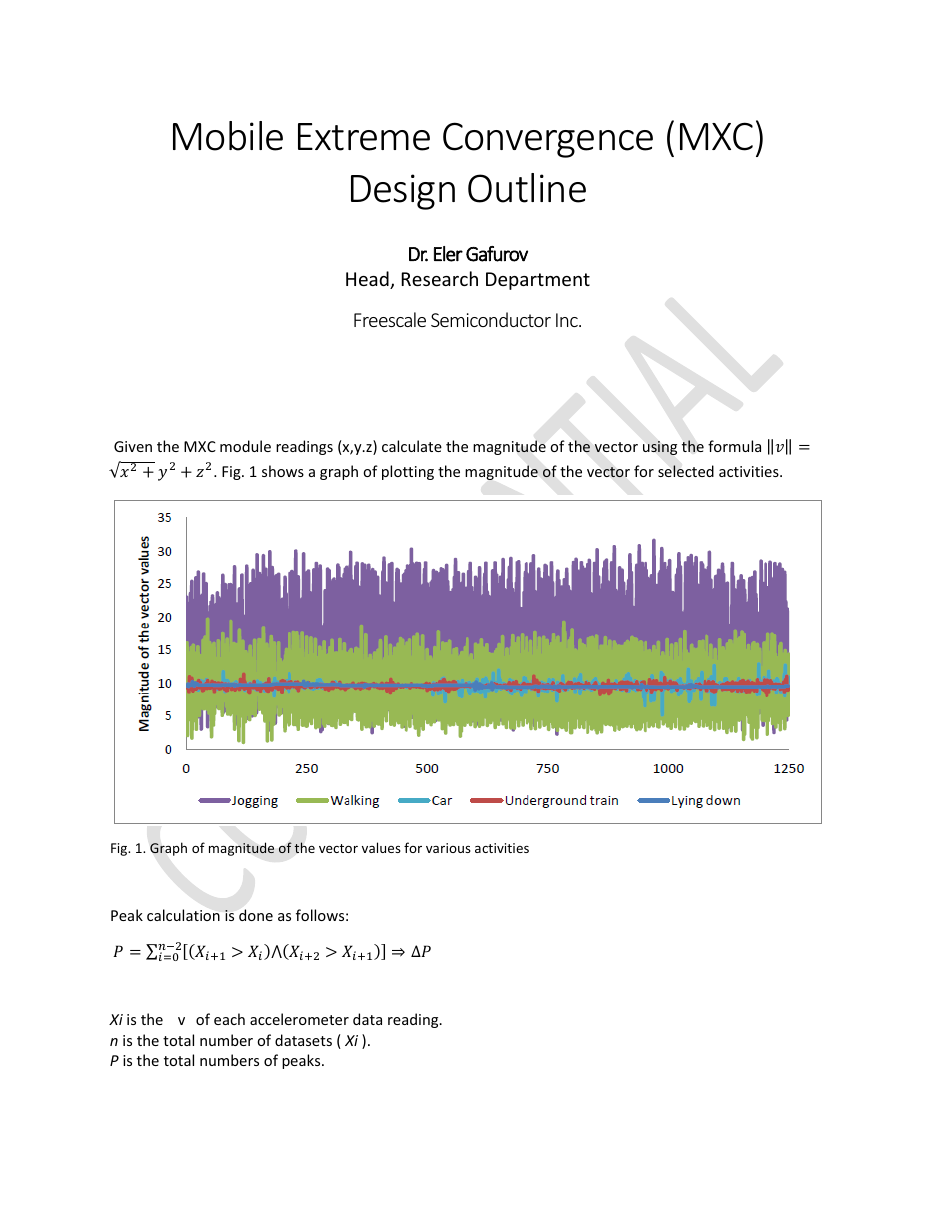 Mobile Extreme Convergence (MXC)
Design Outline
Dr. Eler Gafurov
Head, Research Department
Freescale Semiconductor Inc.
CONFIDENTIAL
Given the MXC module readings (x,y.z) calculate the magnitude of the vector using the formula ‖v‖ =
√x² + y² + z². Fig. 1 shows a graph of plotting the magnitude of the vector for selected activities.
Magnitude of the vector values
35
30
25
20
15
10
5
0
0 250 500 750 1000 1250
Jogging Walking Car Underground train Lying down
Fig. 1. Graph of magnitude of the vector values for various activities
Peak calculation is done as follows:
P = ∑ⁿ⁻²ᵢ₌₀[(Xᵢ₊₁ > Xᵢ)⋀(Xᵢ₊₂ > Xᵢ₊₁)] ⇒ ΔP
Xi is the v of each accelerometer data reading.
n is the total number of datasets ( Xi ).
P is the total numbers of peaks.